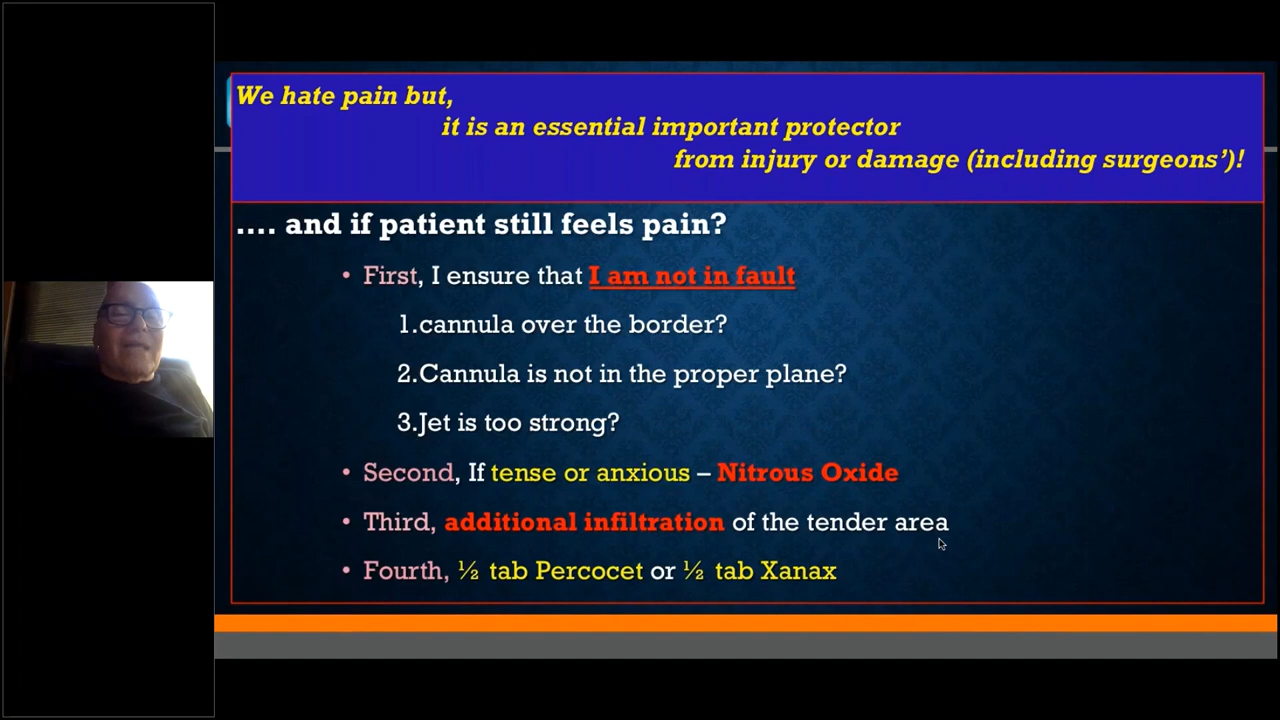 We hate pain but,
it is an essential important protector
from injury or damage (including surgeons’)!
.... and if patient still feels pain?
• First, I ensure that I am not in fault
1.cannula over the border?
2.Cannula is not in the proper plane?
3.Jet is too strong?
• Second, If tense or anxious – Nitrous Oxide
• Third, additional infiltration of the tender area
• Fourth, ½ tab Percocet or ½ tab Xanax